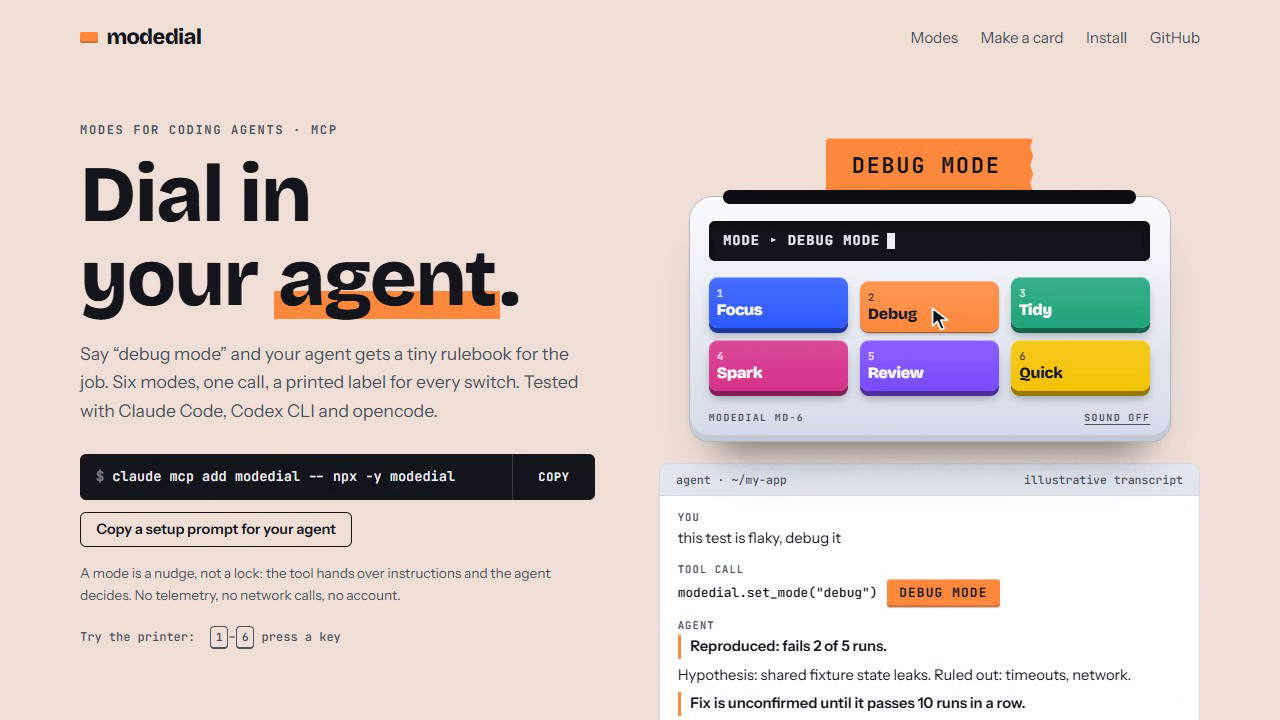 modedial
Modes Make a card Install GitHub
MODES FOR CODING AGENTS · MCP
Dial in
your agent.
Say “debug mode” and your agent gets a tiny rulebook for the
job. Six modes, one call, a printed label for every switch. Tested
with Claude Code, Codex CLI and opencode.
$ claude mcp add modedial -- npx -y modedial
COPY
Copy a setup prompt for your agent
A mode is a nudge, not a lock: the tool hands over instructions and the agent
decides. No telemetry, no network calls, no account.
Try the printer: 1–6 press a key
DEBUG MODE
MODE ▸ DEBUG MODE
1
Focus
2
Debug
3
Tidy
4
Spark
5
Review
6
Quick
MODEDIAL MD-6
SOUND OFF
agent · ~/my-app
illustrative transcript
YOU
this test is flaky, debug it
TOOL CALL
modedial.set_mode("debug") DEBUG MODE
AGENT
Reproduced: fails 2 of 5 runs.
Hypothesis: shared fixture state leaks. Ruled out: timeouts, network.
Fix is unconfirmed until it passes 10 runs in a row.